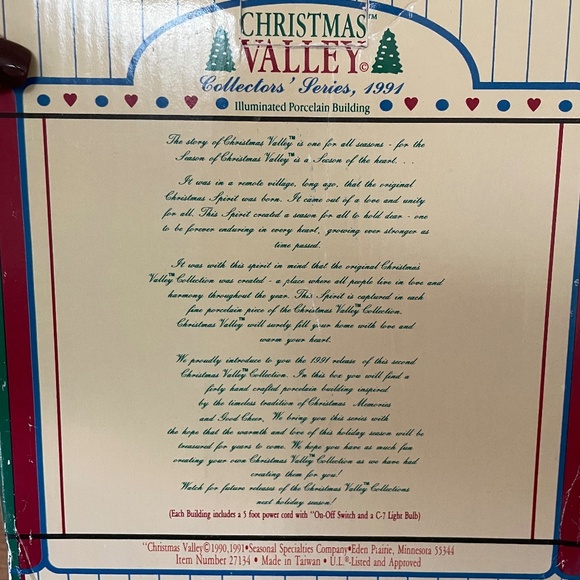 CHRISTMAS™
VALLEY©
Collectors' Series, 1991
Illuminated Porcelain Building
The story of Christmas Valley™ is one for all seasons - for the
Season of Christmas Valley™ is a Season of the heart. . .
It was in a remote village, long ago, that the original
Christmas Spirit was born. It came out of a love and unity
for all. This Spirit created a season for all to hold dear - one
to be forever enduring in every heart, growing ever stronger as
time passed.
It was with this spirit in mind that the original Christmas
Valley™ Collection was created - a place where all people live in love and
harmony throughout the year. This Spirit is captured in each
fine porcelain piece of the Christmas Valley™ Collection.
Christmas Valley™ will surely fill your home with love and
warm your heart.
We proudly introduce to you the 1991 release of this second
Christmas Valley™ Collection. In this box you will find a
finly hand crafted porcelain building inspired
by the timeless tradition of Christmas Memories
and Good Cheer. We bring you this series with
the hope that the warmth and love of this holiday season will be
treasured for years to come. We hope you have as much fun
creating your own Christmas Valley™ Collection as we have had
creating them for you!
Watch for future releases of the Christmas Valley™ Collections
next holiday season!
(Each Building includes a 5 foot power cord with "On-Off Switch and a C-7 Light Bulb)
"Christmas Valley©1990,1991•Seasonal Specialties Company•Eden Prairie, Minnesota 55344
Item Number 27134 • Made in Taiwan • U.L.®-Listed and Approved